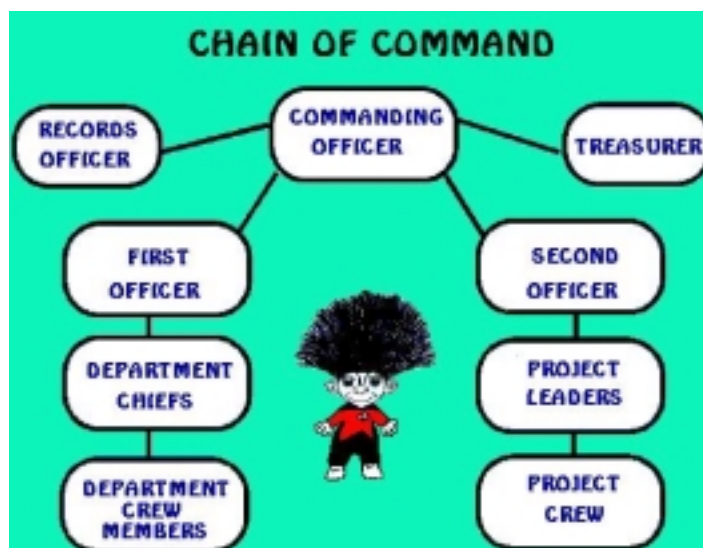 CHAIN OF COMMAND
RECORDS
OFFICER
COMMANDING
OFFICER
TREASURER
FIRST
OFFICER
SECOND
OFFICER
DEPARTMENT
CHIEFS
PROJECT
LEADERS
DEPARTMENT
CREW
MEMBERS
PROJECT
CREW